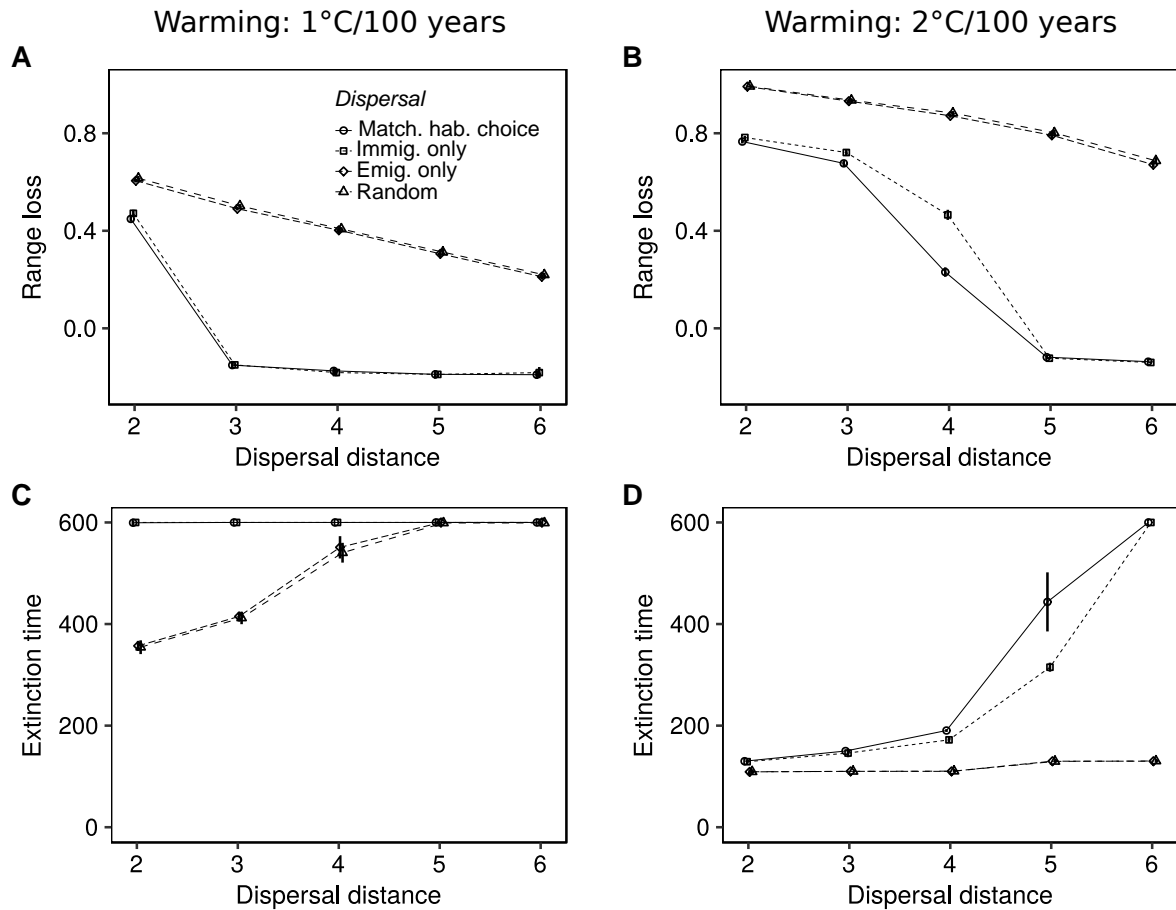 Warming: 1°C/100 years
Warming: 2°C/100 years
A
Range loss
0.8
0.4
0.0
Dispersal
Match. hab. choice
Immig. only
Emig. only
Random
2 3 4 5 6
Dispersal distance
B
Range loss
0.8
0.4
0.0
2 3 4 5 6
Dispersal distance
C
Extinction time
600
400
200
0
2 3 4 5 6
Dispersal distance
D
Extinction time
600
400
200
0
2 3 4 5 6
Dispersal distance